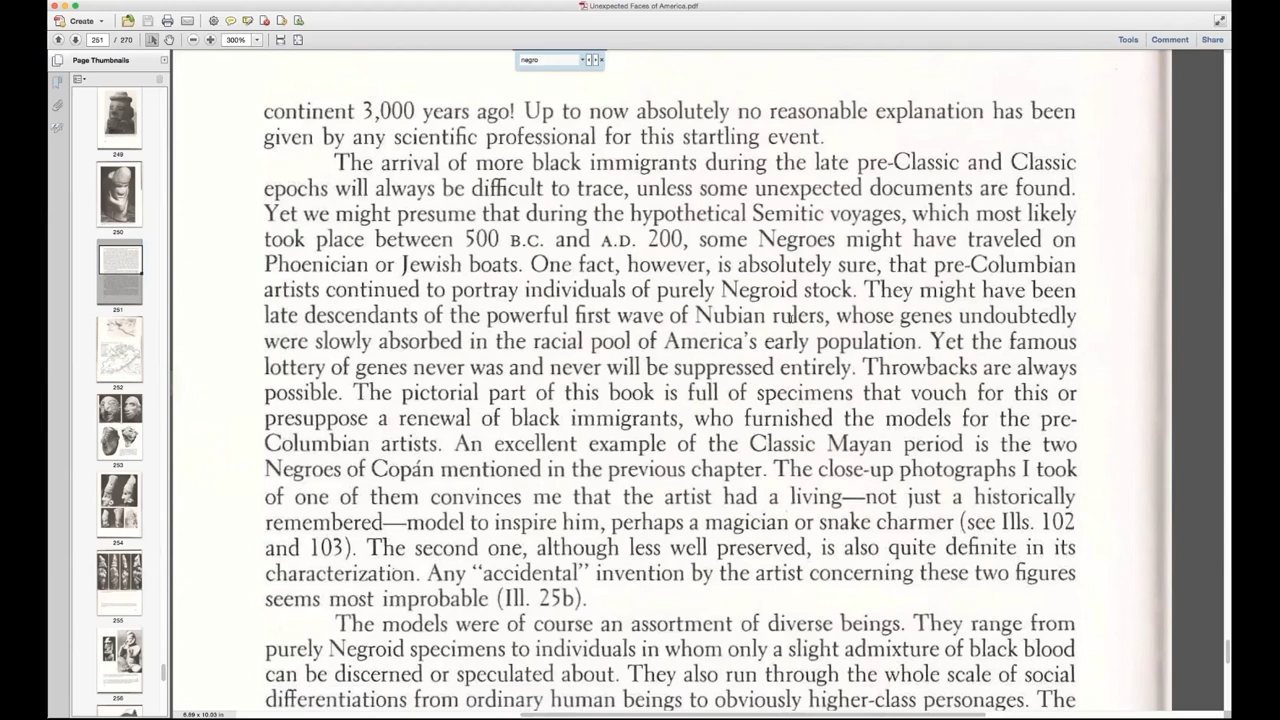 Unexpected Faces of America.pdf
Create
Tools Comment Share
251 / 270
300%
Page Thumbnails
negro
249
250
251
252
253
254
255
256
continent 3,000 years ago! Up to now absolutely no reasonable explanation has been
given by any scientific professional for this startling event.
The arrival of more black immigrants during the late pre-Classic and Classic
epochs will always be difficult to trace, unless some unexpected documents are found.
Yet we might presume that during the hypothetical Semitic voyages, which most likely
took place between 500 B.C. and A.D. 200, some Negroes might have traveled on
Phoenician or Jewish boats. One fact, however, is absolutely sure, that pre-Columbian
artists continued to portray individuals of purely Negroid stock. They might have been
late descendants of the powerful first wave of Nubian rulers, whose genes undoubtedly
were slowly absorbed in the racial pool of America's early population. Yet the famous
lottery of genes never was and never will be suppressed entirely. Throwbacks are always
possible. The pictorial part of this book is full of specimens that vouch for this or
presuppose a renewal of black immigrants, who furnished the models for the pre-
Columbian artists. An excellent example of the Classic Mayan period is the two
Negroes of Copán mentioned in the previous chapter. The close-up photographs I took
of one of them convinces me that the artist had a living—not just a historically
remembered—model to inspire him, perhaps a magician or snake charmer (see Ills. 102
and 103). The second one, although less well preserved, is also quite definite in its
characterization. Any "accidental" invention by the artist concerning these two figures
seems most improbable (Ill. 25b).
The models were of course an assortment of diverse beings. They range from
purely Negroid specimens to individuals in whom only a slight admixture of black blood
can be discerned or speculated about. They also run through the whole scale of social
differentiations from ordinary human beings to obviously higher-class personages. The
6.89 x 10.03 in